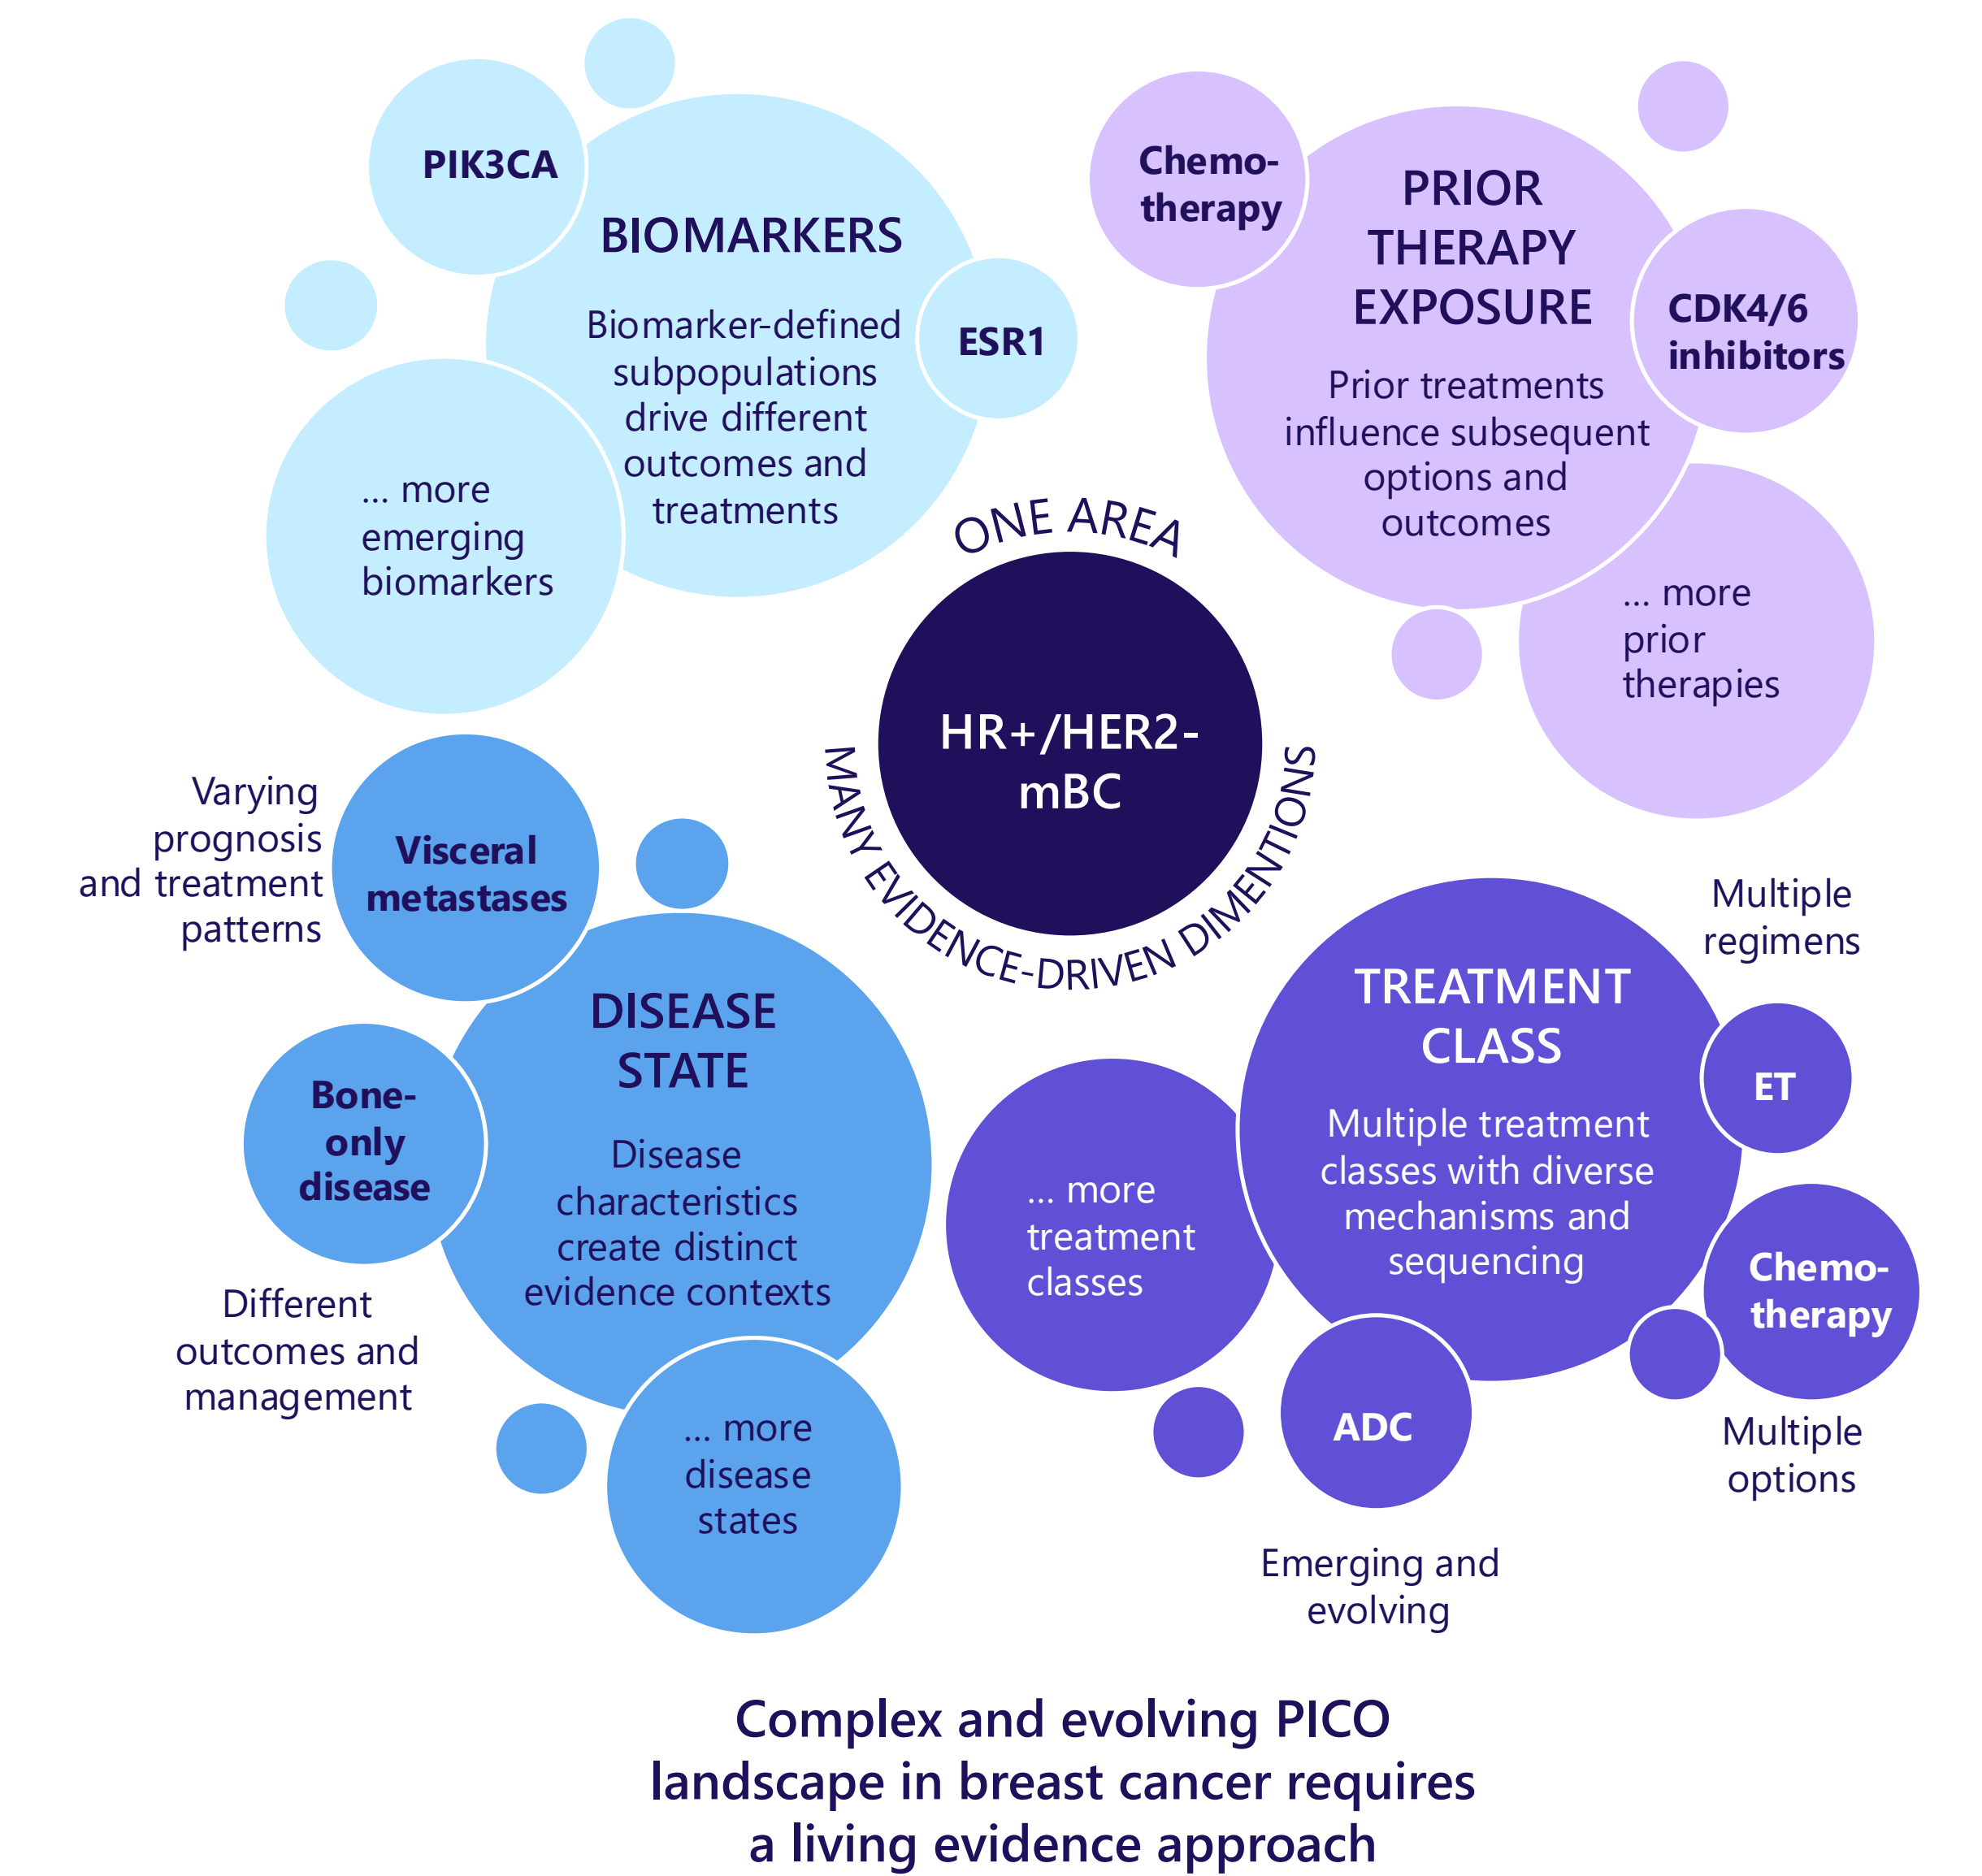 PIK3CA
BIOMARKERS
Biomarker-defined
subpopulations
drive different
outcomes and
treatments
ESR1
... more
emerging
biomarkers
Chemo-
therapy
PRIOR
THERAPY
EXPOSURE
Prior treatments
influence subsequent
options and
outcomes
CDK4/6
inhibitors
... more
prior
therapies
ONE AREA
HR+/HER2-
mBC
MANY EVIDENCE-DRIVEN DIMENTIONS
Varying
prognosis
and treatment
patterns
Visceral
metastases
DISEASE
STATE
Disease
characteristics
create distinct
evidence contexts
Bone-
only
disease
Different
outcomes and
management
... more
disease
states
TREATMENT
CLASS
Multiple treatment
classes with diverse
mechanisms and
sequencing
Multiple
regimens
ET
Chemo-
therapy
Multiple
options
... more
treatment
classes
ADC
Emerging and
evolving
Complex and evolving PICO
landscape in breast cancer requires
a living evidence approach